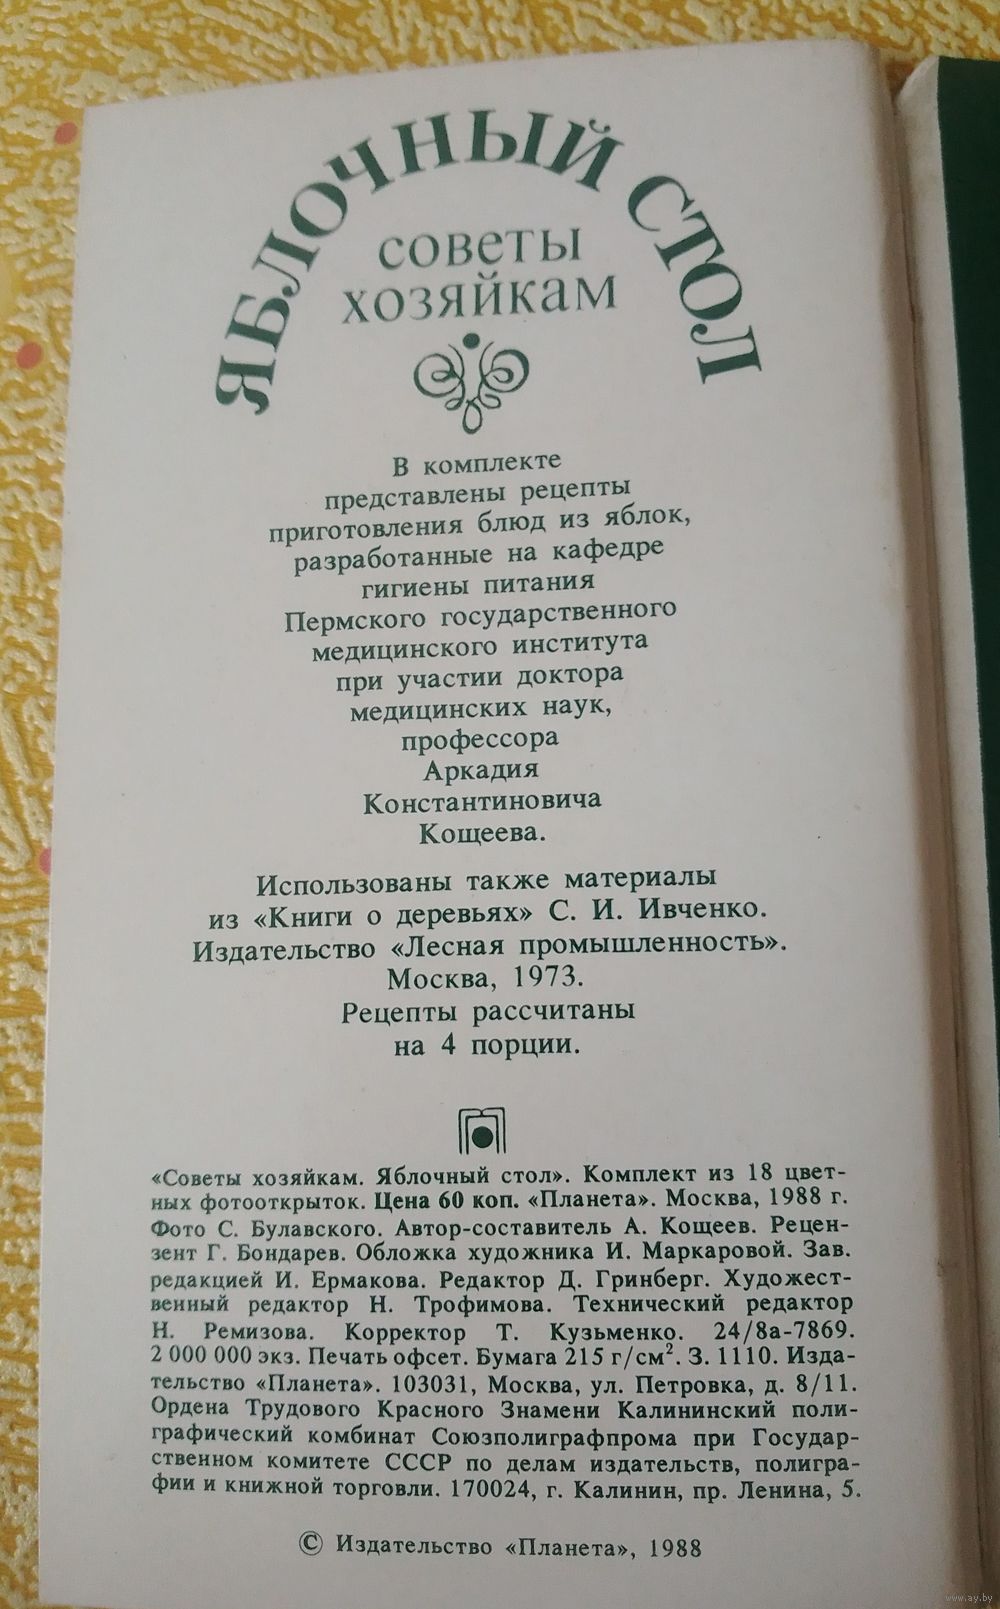 ЯБЛОЧНЫЙ СТОЛ
советы
хозяйкам
В комплекте
представлены рецепты
приготовления блюд из яблок,
разработанные на кафедре
гигиены питания
Пермского государственного
медицинского института
при участии доктора
медицинских наук,
профессора
Аркадия
Константиновича
Кощеева.
Использованы также материалы
из «Книги о деревьях» С. И. Ивченко.
Издательство «Лесная промышленность».
Москва, 1973.
Рецепты рассчитаны
на 4 порции.
«Советы хозяйкам. Яблочный стол». Комплект из 18 цвет-
ных фотооткрыток. Цена 60 коп. «Планета». Москва, 1988 г.
Фото С. Булавского. Автор-составитель А. Кощеев. Рецен-
зент Г. Бондарев. Обложка художника И. Маркаровой. Зав.
редакцией И. Ермакова. Редактор Д. Гринберг. Художест-
венный редактор Н. Трофимова. Технический редактор
Н. Ремизова. Корректор Т. Кузьменко. 24/8а-7869.
2 000 000 экз. Печать офсет. Бумага 215 г/см². З. 1110. Изда-
тельство «Планета». 103031, Москва, ул. Петровка, д. 8/11.
Ордена Трудового Красного Знамени Калининский поли-
графический комбинат Союзполиграфпрома при Государ-
ственном комитете СССР по делам издательств, полигра-
фии и книжной торговли. 170024, г. Калинин, пр. Ленина, 5.
© Издательство «Планета», 1988
www.ay.by